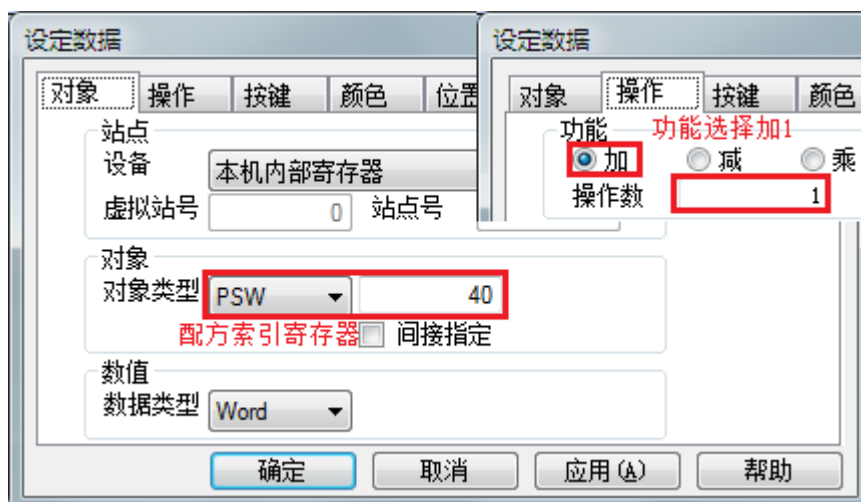 设定数据
对象 操作 按键 颜色 位置
站点
设备 本机内部寄存器
虚拟站号 0 站点号
对象
对象类型 PSW 40
配方索引寄存器 间接指定
数值
数据类型 Word
确定 取消 应用(A) 帮助
设定数据
对象 操作 按键 颜色
功能 功能选择加1
加 减 乘
操作数 1